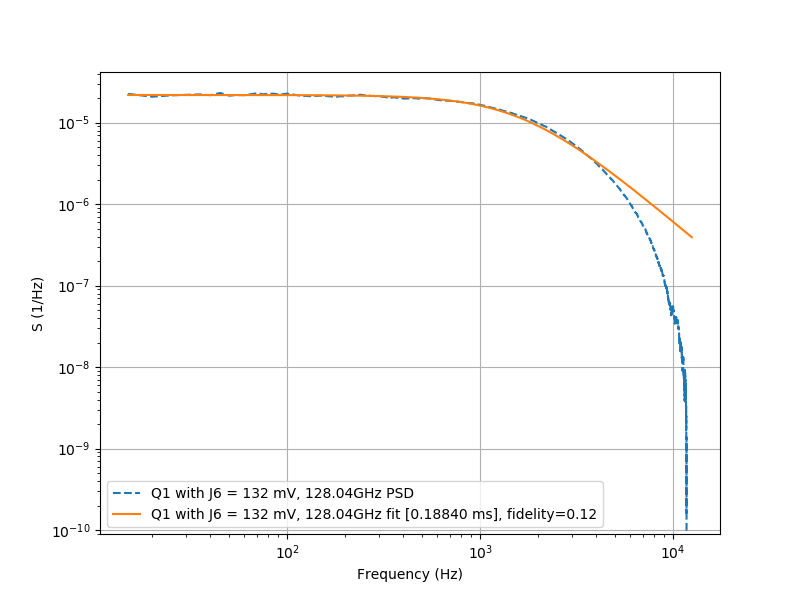 10⁻⁵
10⁻⁶
10⁻⁷
10⁻⁸
10⁻⁹
10⁻¹⁰
S (1/Hz)
Q1 with J6 = 132 mV, 128.04GHz PSD
Q1 with J6 = 132 mV, 128.04GHz fit [0.18840 ms], fidelity=0.12
10² 10³ 10⁴
Frequency (Hz)